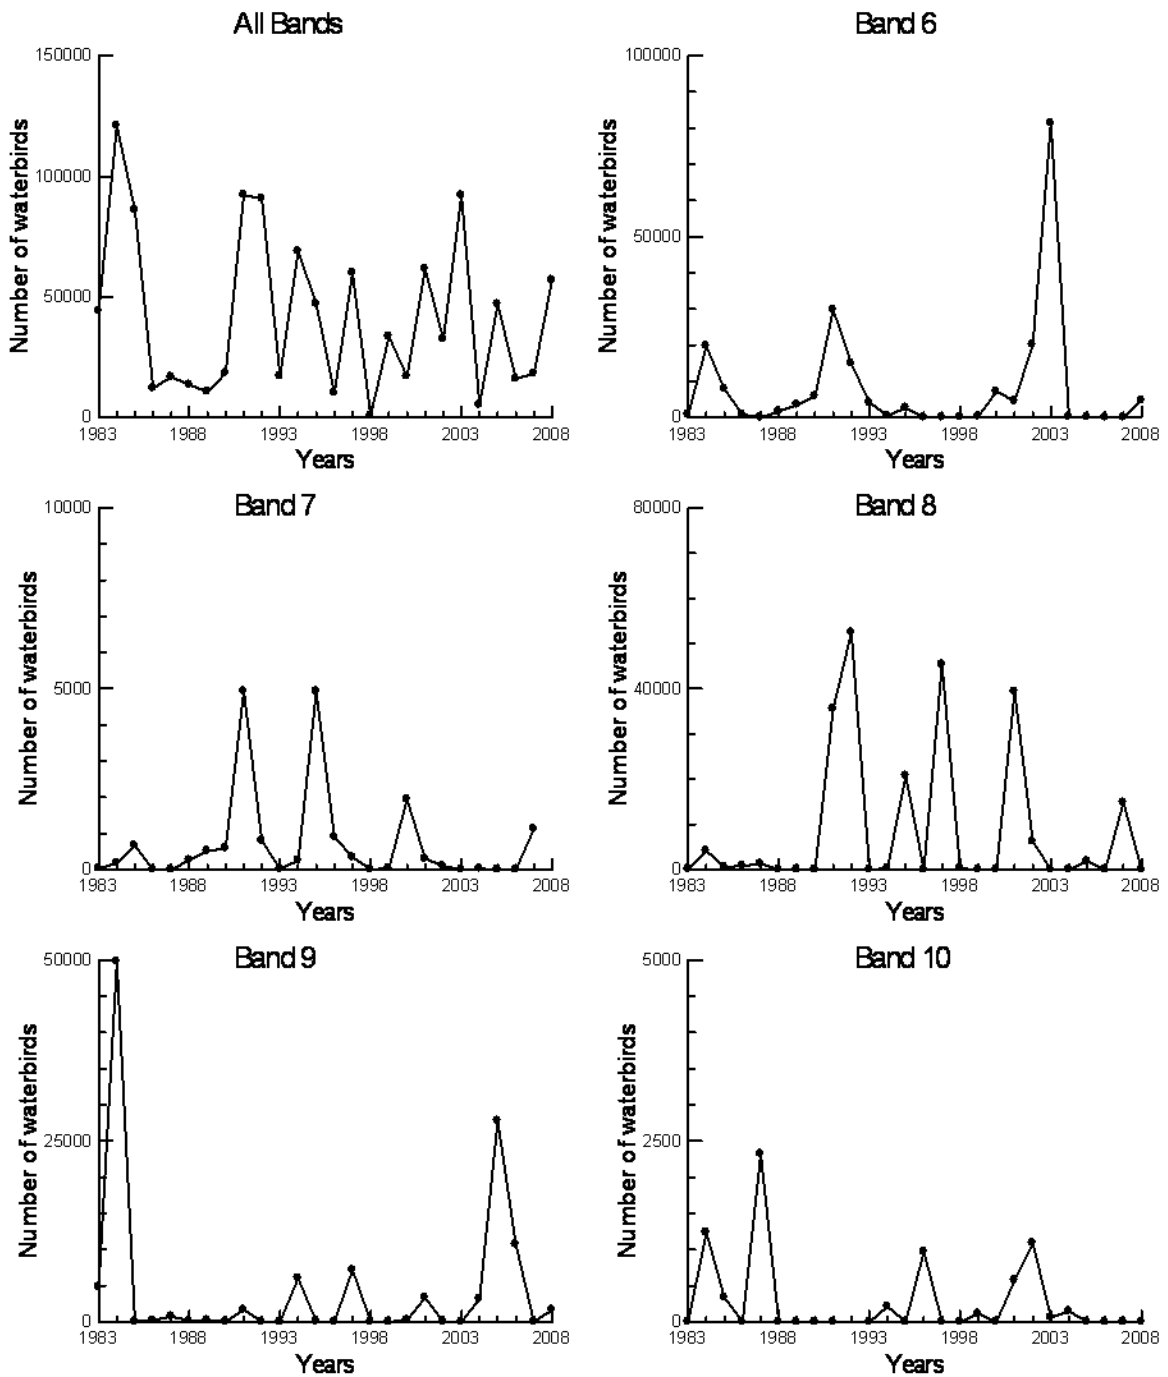 All Bands
150000
100000
50000
0
Number of waterbirds
1983 1988 1993 1998 2003 2008
Years
Band 6
100000
50000
0
Number of waterbirds
1983 1988 1993 1998 2003 2008
Years
Band 7
10000
5000
0
Number of waterbirds
1983 1988 1993 1998 2003 2008
Years
Band 8
80000
40000
0
Number of waterbirds
1983 1988 1993 1998 2003 2008
Years
Band 9
50000
25000
0
Number of waterbirds
1983 1988 1993 1998 2003 2008
Years
Band 10
5000
2500
0
Number of waterbirds
1983 1988 1993 1998 2003 2008
Years